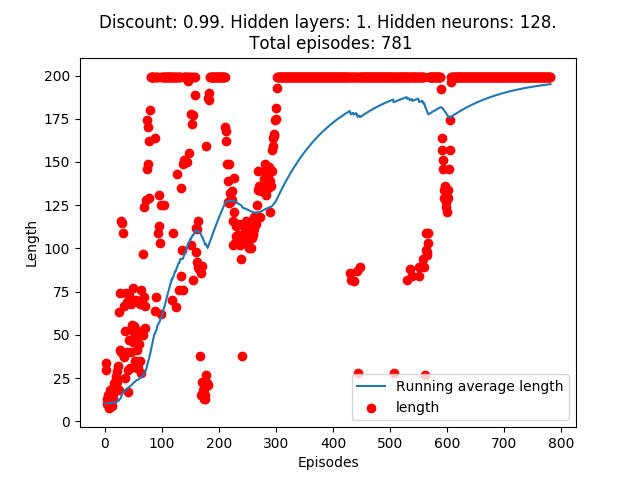 Discount: 0.99. Hidden layers: 1. Hidden neurons: 128.
Total episodes: 781
200
175
150
125
100
75
50
25
0
Length
0 100 200 300 400 500 600 700 800
Episodes
Running average length
length